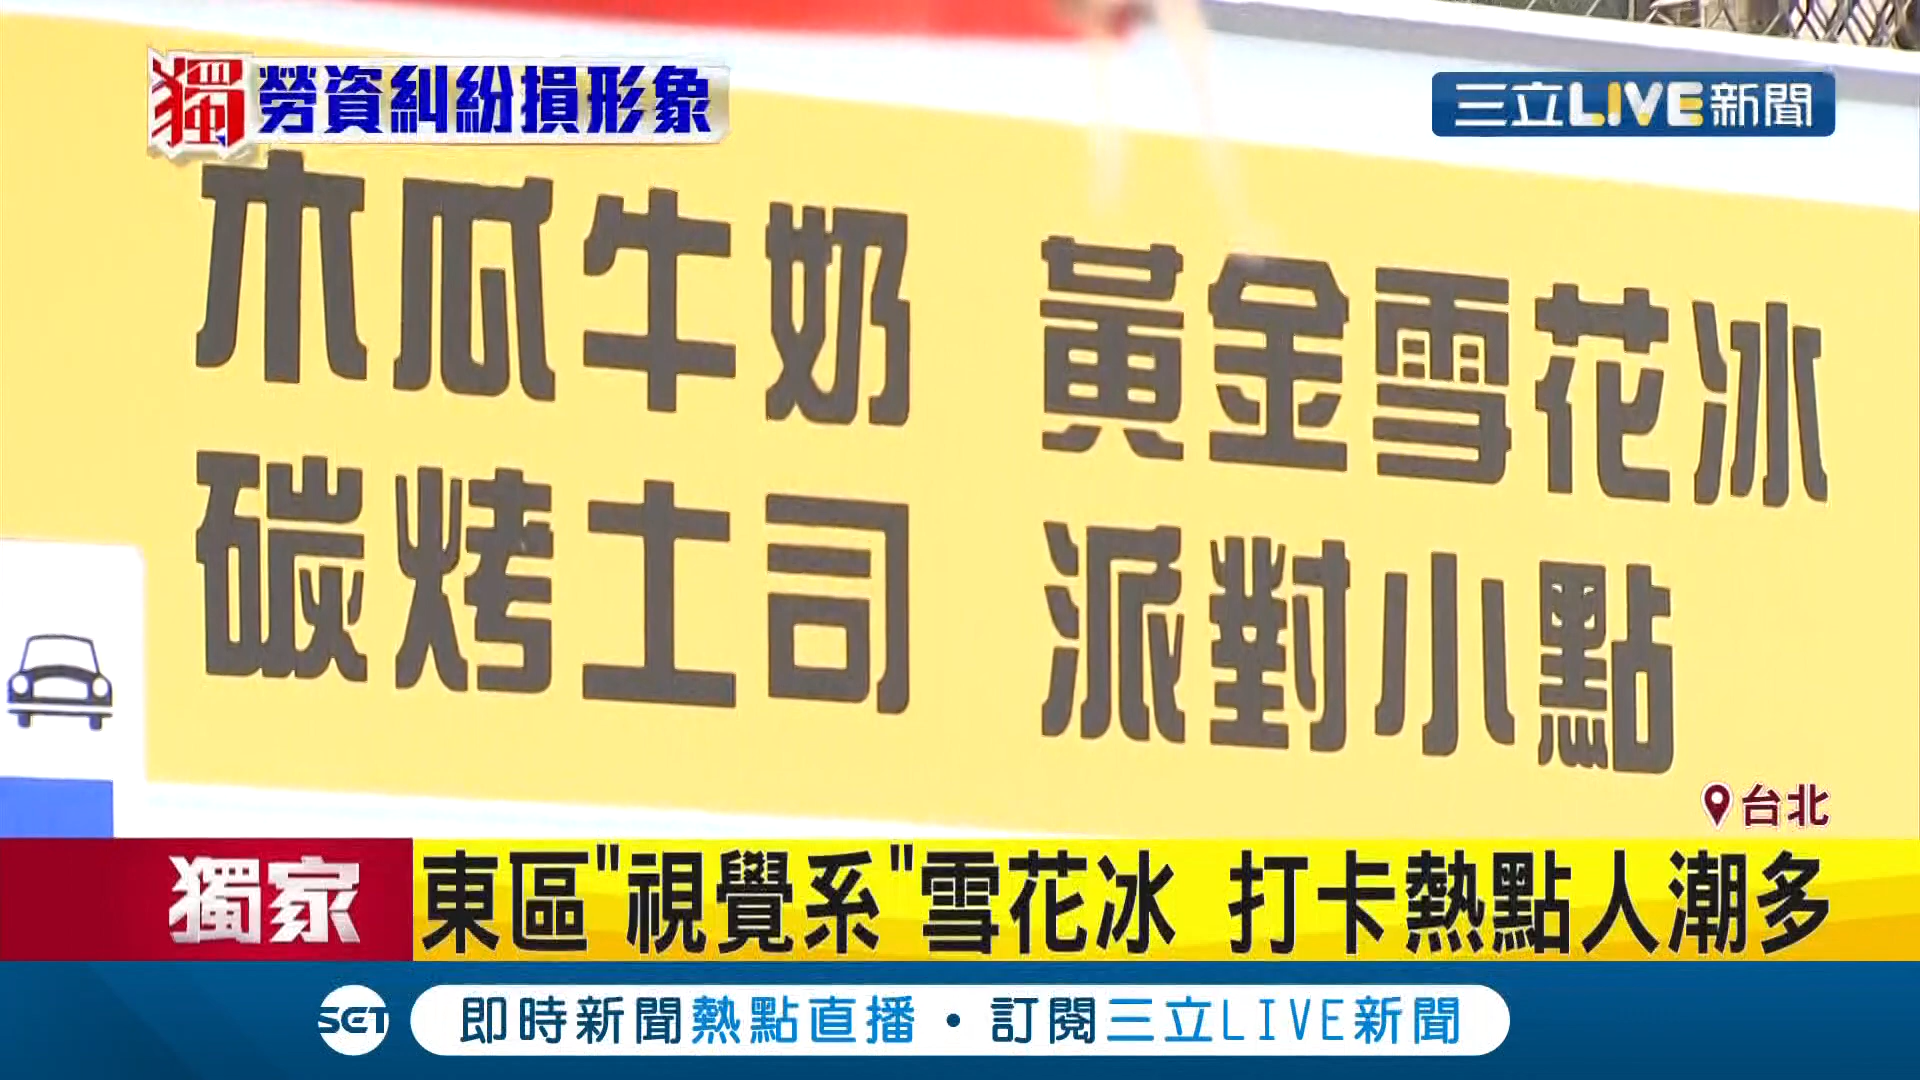 獨 勞資糾紛損形象
三立LIVE新聞
木瓜牛奶 黃金雪花冰
碳烤土司 派對小點
台北
獨家 東區"視覺系"雪花冰 打卡熱點人潮多
SET 即時新聞熱點直播・訂閱三立LIVE新聞